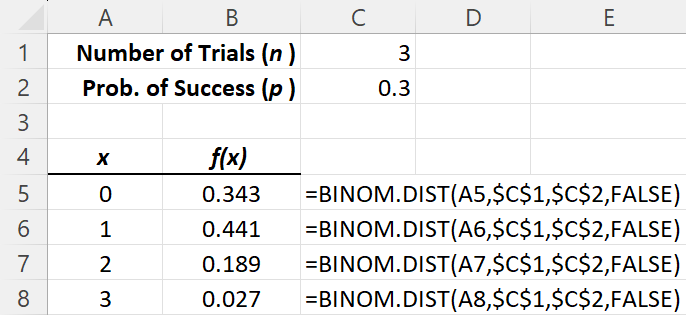 A B C D E
1 Number of Trials (n ) 3
2 Prob. of Success (p ) 0.3
3
4 x f(x)
5 0 0.343 =BINOM.DIST(A5,$C$1,$C$2,FALSE)
6 1 0.441 =BINOM.DIST(A6,$C$1,$C$2,FALSE)
7 2 0.189 =BINOM.DIST(A7,$C$1,$C$2,FALSE)
8 3 0.027 =BINOM.DIST(A8,$C$1,$C$2,FALSE)